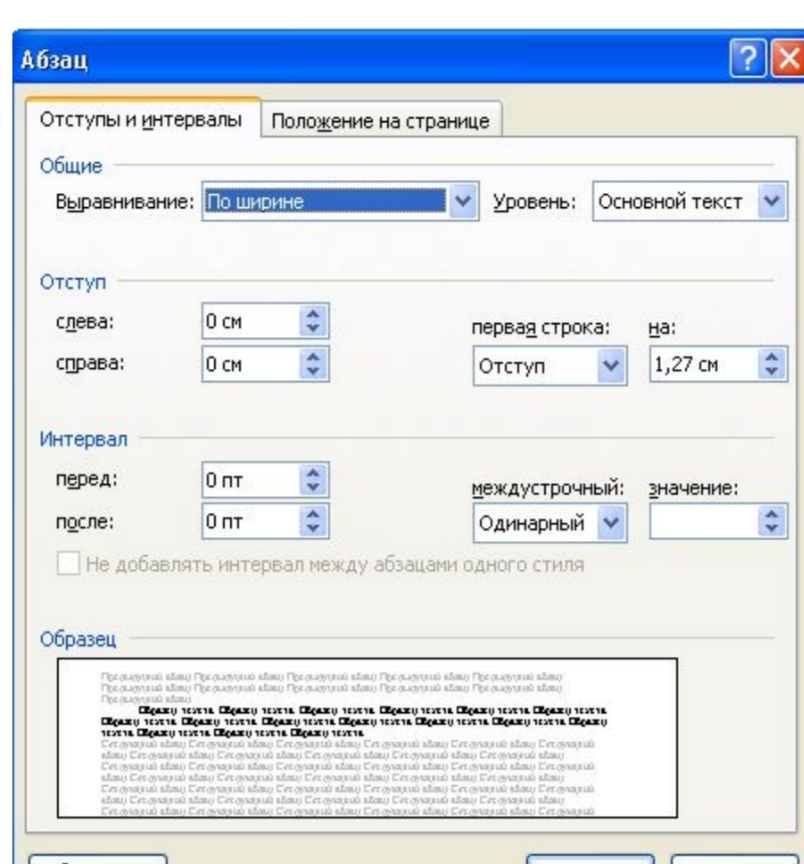 Абзац
Отступы и интервалы Положение на странице
Общие
Выравнивание: По ширине Уровень: Основной текст
Отступ
слева: 0 см первая строка: на:
справа: 0 см Отступ 1,27 см
Интервал
перед: 0 пт междустрочный: значение:
после: 0 пт Одинарный
Не добавлять интервал между абзацами одного стиля
Образец